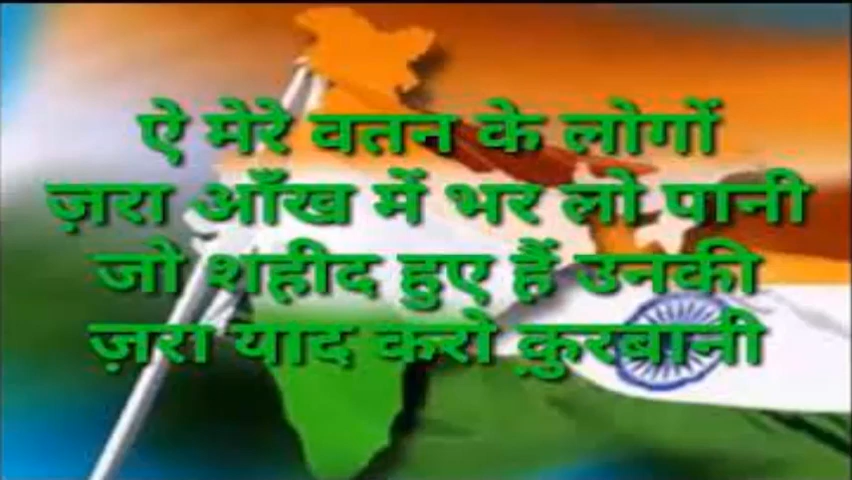 ऐ मेरे वतन के लोगों
ज़रा आँख में भर लो पानी
जो शहीद हुए हैं उनकी
ज़रा याद करो क़ुरबानी